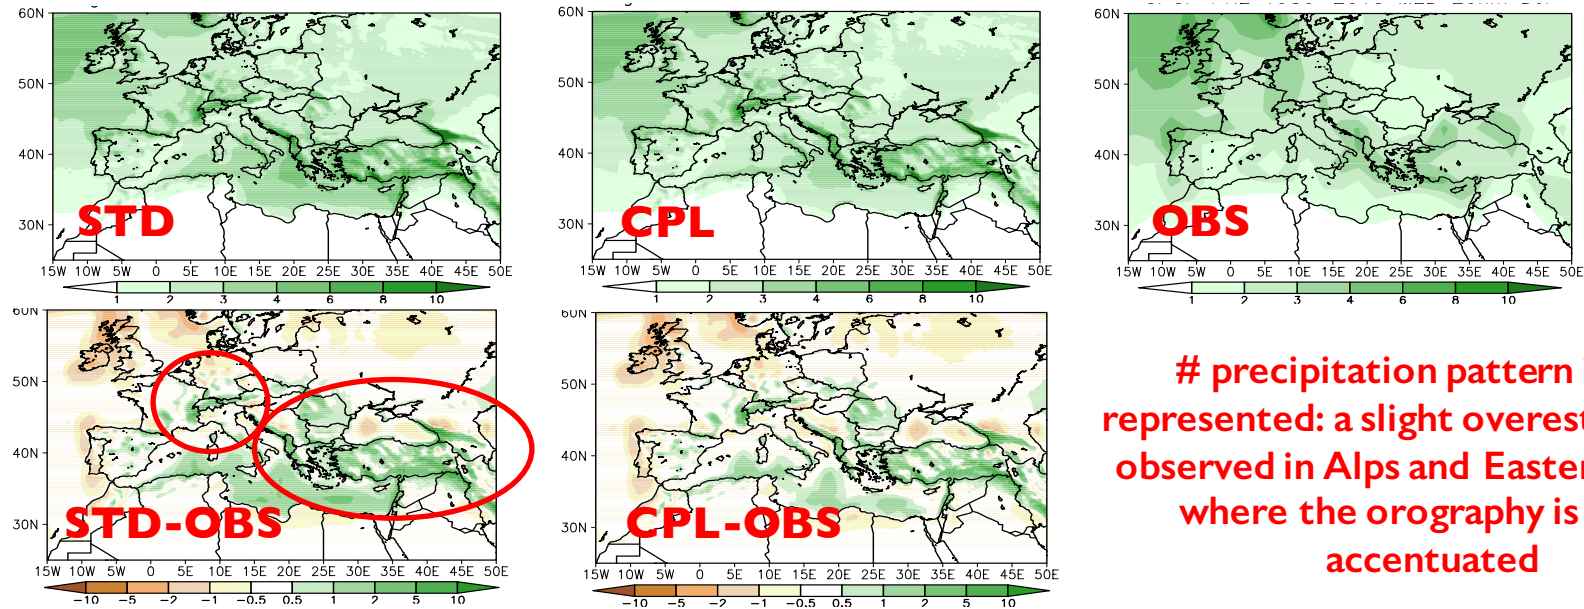 60N
50N
40N
30N
STD
15W 10W 5W 0 5E 10E 15E 20E 25E 30E 35E 40E 45E 50E
1 2 3 4 6 8 10
60N
50N
40N
30N
CPL
15W 10W 5W 0 5E 10E 15E 20E 25E 30E 35E 40E 45E 50E
1 2 3 4 6 8 10
60N
50N
40N
30N
OBS
15W 10W 5W 0 5E 10E 15E 20E 25E 30E 35E 40E 45E 50E
1 2 3 4 6 8 10
60N
50N
40N
30N
STD-OBS
15W 10W 5W 0 5E 10E 15E 20E 25E 30E 35E 40E 45E 50E
−10 −5 −2 −1 −0.5 0.5 1 2 5 10
60N
50N
40N
30N
CPL-OBS
15W 10W 5W 0 5E 10E 15E 20E 25E 30E 35E 40E 45E 50E
−10 −5 −2 −1 −0.5 0.5 1 2 5 10
# precipitation pattern
represented: a slight overest
observed in Alps and Easter
where the orography is
accentuated